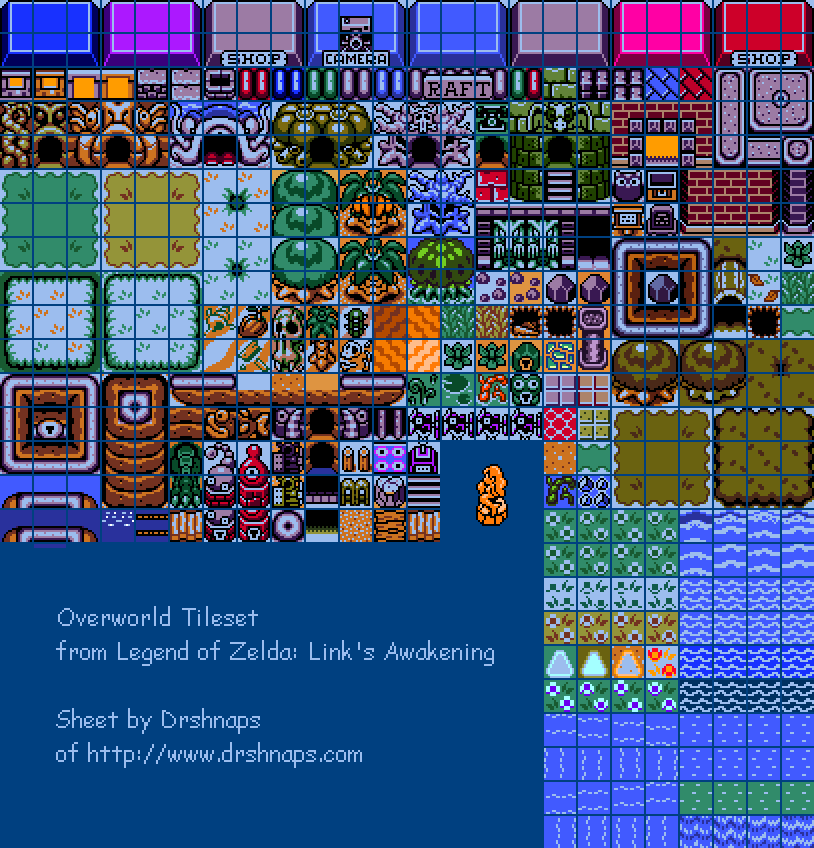 SHOP
CAMERA
SHOP
RAFT
Overworld Tileset
from Legend of Zelda: Link's Awakening
Sheet by Drshnaps
of http://www.drshnaps.com